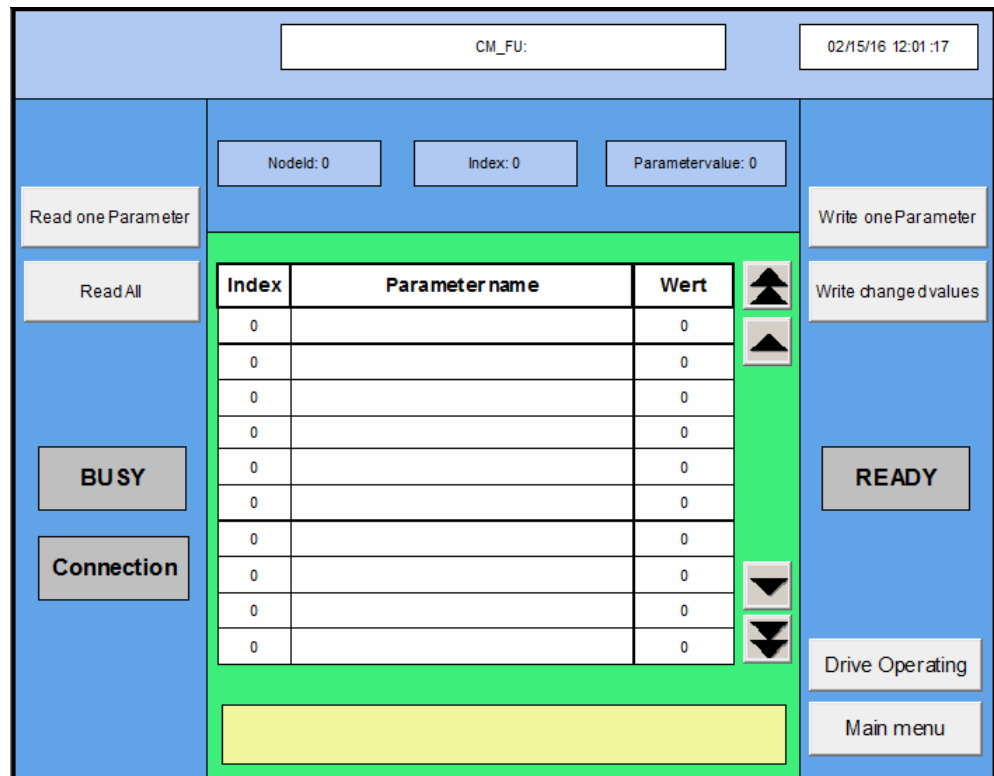 CM_FU:
02/15/16 12:01:17
NodeId: 0
Index: 0
Parametervalue: 0
Read one Parameter
Write one Parameter
Read All
Write changed values
Index Parameter name Wert
0 0
0 0
0 0
0 0
0 0
0 0
0 0
0 0
0 0
0 0
BUSY
READY
Connection
Drive Operating
Main menu